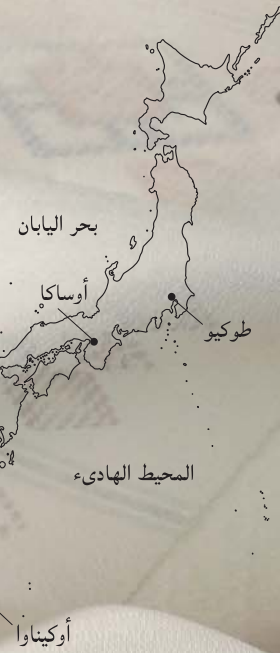 بحر اليابان
أوساكا
طوكيو
المحيط الهادىء
أوكيناوا